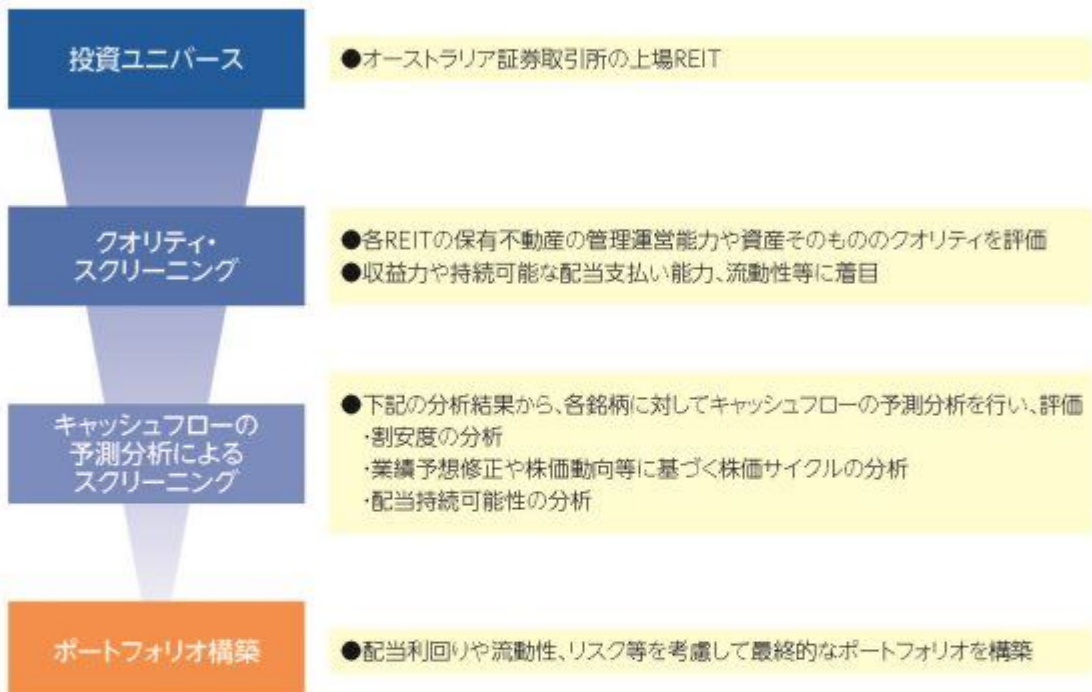 投資ユニバース
●オーストラリア証券取引所の上場REIT
クオリティ・
スクリーニング
●各REITの保有不動産の管理運営能力や資産そのもののクオリティを評価
●収益力や持続可能な配当支払い能力、流動性等に着目
キャッシュフローの
予測分析による
スクリーニング
●下記の分析結果から、各銘柄に対してキャッシュフローの予測分析を行い、評価
・割安度の分析
・業績予想修正や株価動向等に基づく株価サイクルの分析
・配当持続可能性の分析
ポートフォリオ構築
●配当利回りや流動性、リスク等を考慮して最終的なポートフォリオを構築